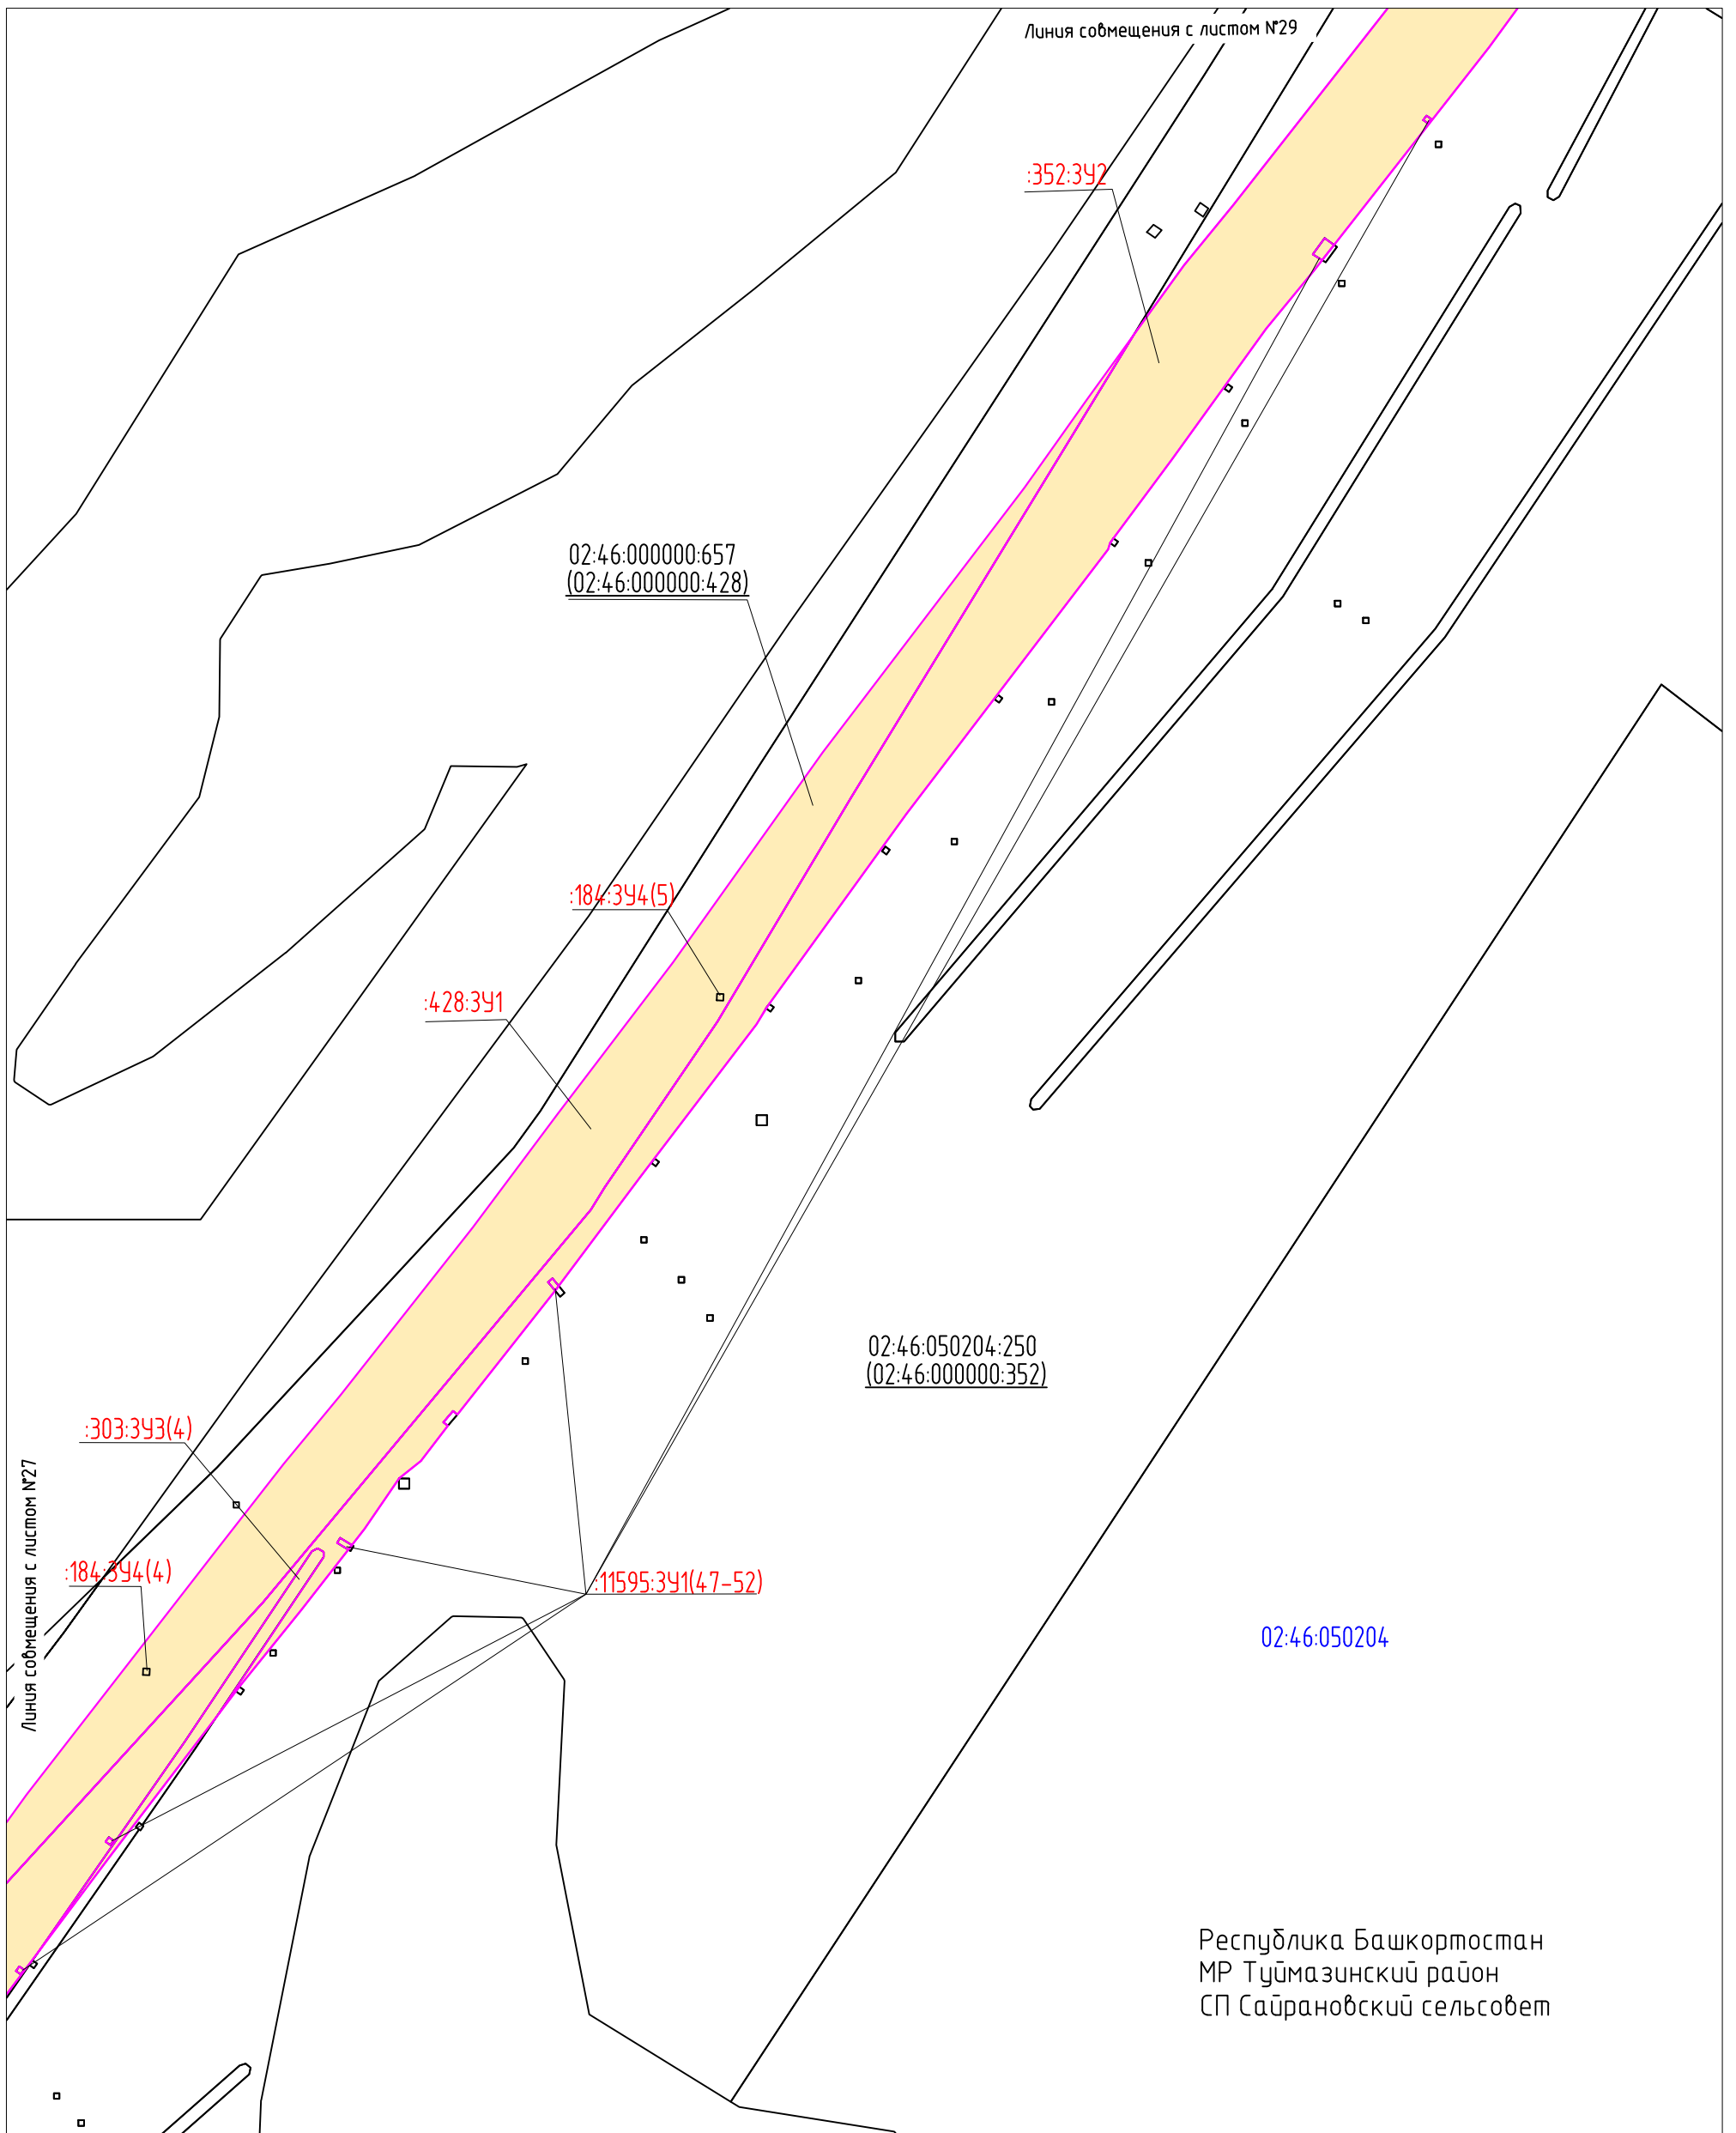 Линия совмещения с листом №29
:352:ЗУ2
02:46:000000:657
(02:46:000000:428)
:184:ЗУ4(5)
:428:ЗУ1
02:46:050204:250
(02:46:000000:352)
:303:ЗУ3(4)
Линия совмещения с листом №27
:184:ЗУ4(4)
:11595:ЗУ1(47-52)
02:46:050204
Республика Башкортостан
МР Туймазинский район
СП Сайрановский сельсовет